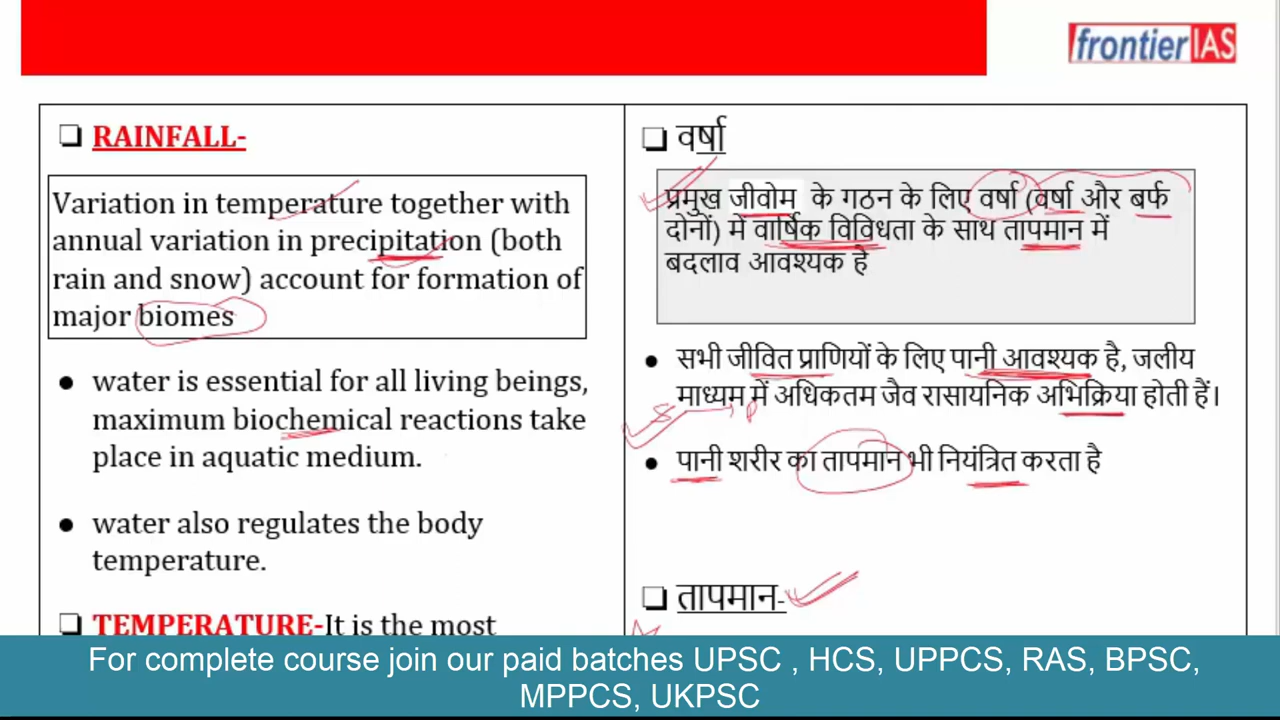 frontier IAS
❑ RAINFALL-
Variation in temperature together with
annual variation in precipitation (both
rain and snow) account for formation of
major biomes
● water is essential for all living beings,
maximum biochemical reactions take
place in aquatic medium.
● water also regulates the body
temperature.
❑ TEMPERATURE-It is the most
❑ वर्षा
प्रमुख जीवोम के गठन के लिए वर्षा (वर्षा और बर्फ
दोनों) में वार्षिक विविधता के साथ तापमान में
बदलाव आवश्यक है
● सभी जीवित प्राणियों के लिए पानी आवश्यक है, जलीय
माध्यम में अधिकतम जैव रासायनिक अभिक्रिया होती हैं।
● पानी शरीर का तापमान भी नियंत्रित करता है
❑ तापमान-
For complete course join our paid batches UPSC , HCS, UPPCS, RAS, BPSC,
MPPCS, UKPSC